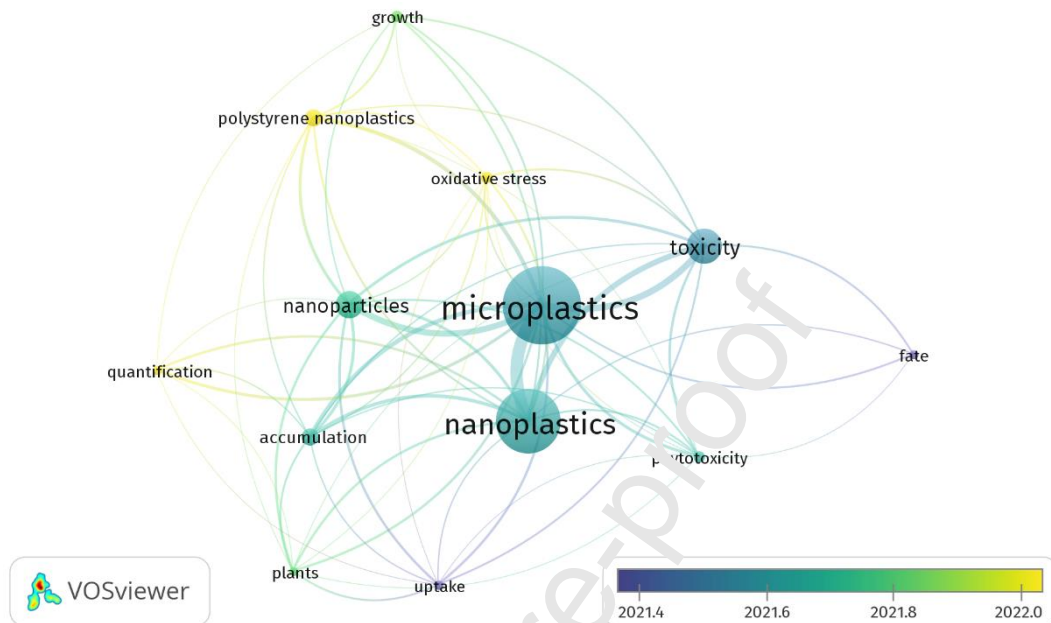 growth
polystyrene nanoplastics
oxidative stress
toxicity
nanoparticles
microplastics
fate
quantification
accumulation
nanoplastics
phytotoxicity
plants
uptake
VOSviewer
2021.4 2021.6 2021.8 2022.0